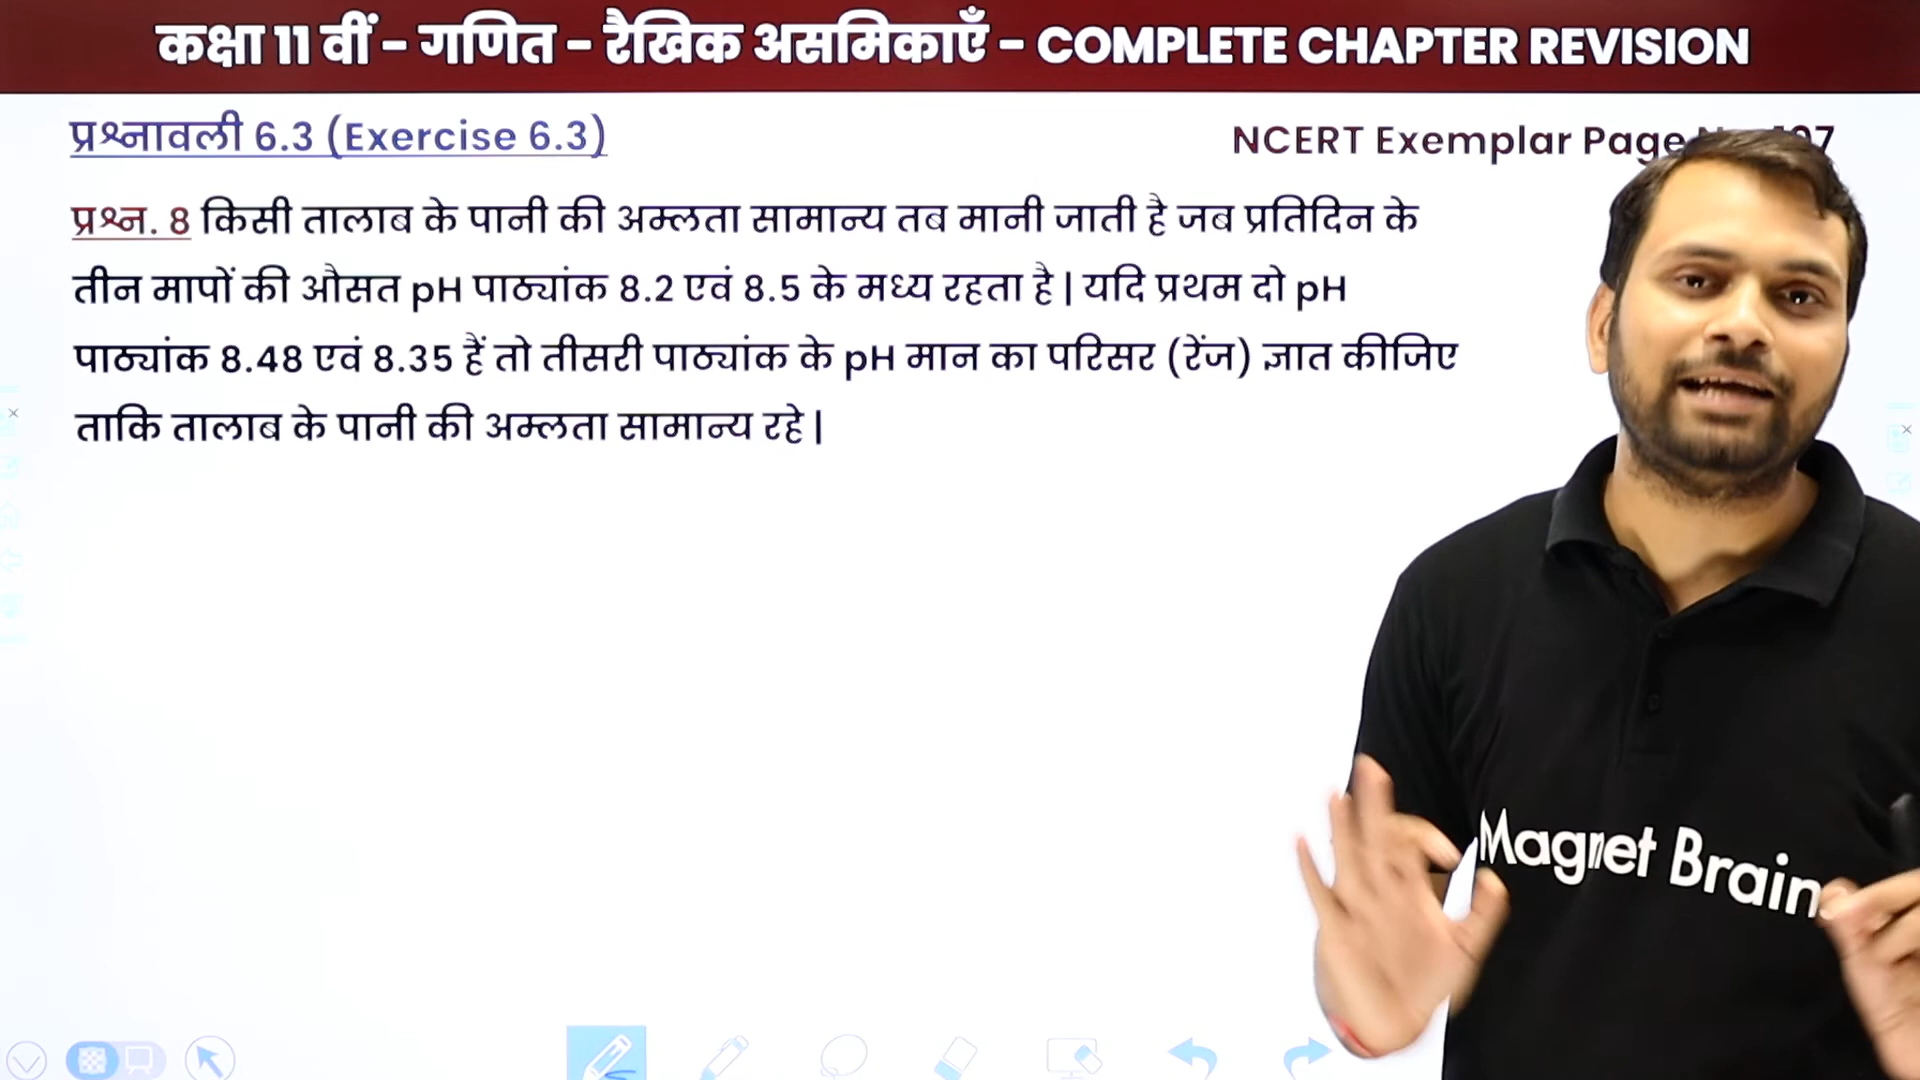 कक्षा 11 वीं - गणित - रैखिक असमिकाएँ - COMPLETE CHAPTER REVISION
प्रश्नावली 6.3 (Exercise 6.3)
NCERT Exemplar Page
प्रश्न. 8 किसी तालाब के पानी की अम्लता सामान्य तब मानी जाती है जब प्रतिदिन के
तीन मापों की औसत pH पाठ्यांक 8.2 एवं 8.5 के मध्य रहता है | यदि प्रथम दो pH
पाठ्यांक 8.48 एवं 8.35 हैं तो तीसरी पाठ्यांक के pH मान का परिसर (रेंज) ज्ञात कीजिए
ताकि तालाब के पानी की अम्लता सामान्य रहे |
Magnet Brains